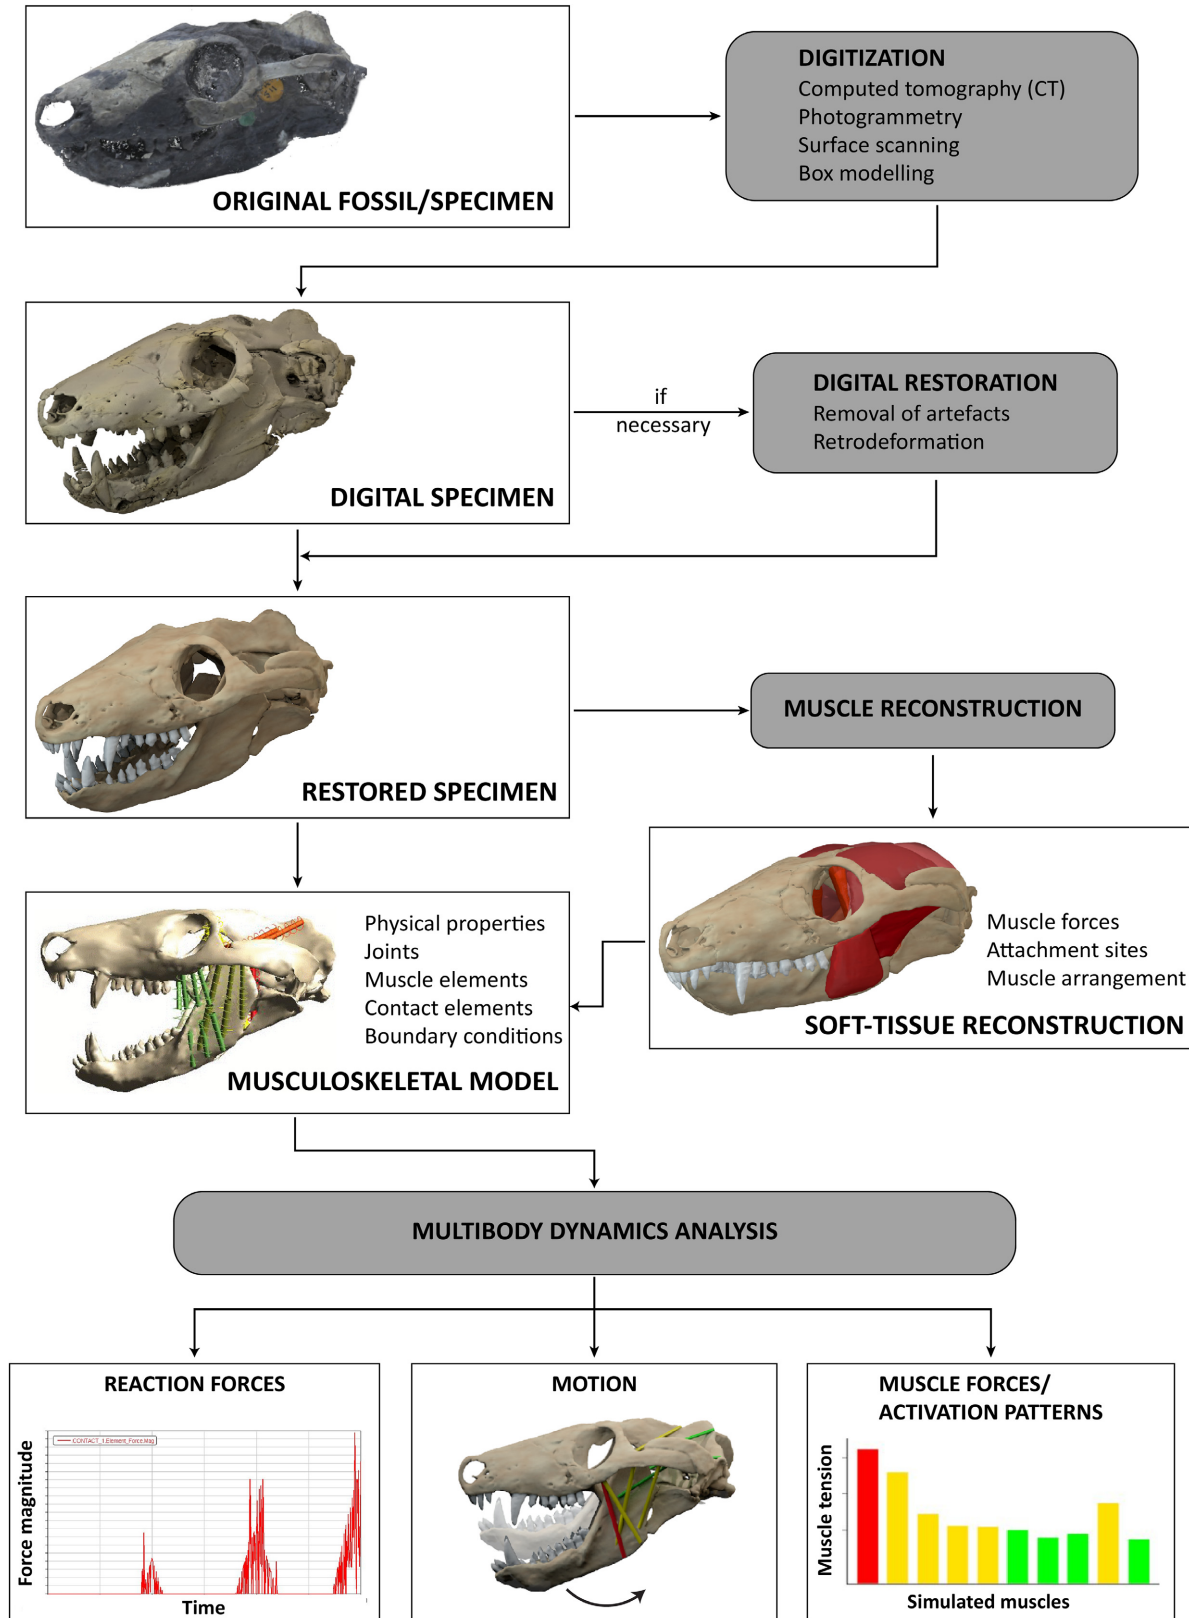 ORIGINAL FOSSIL/SPECIMEN
DIGITIZATION
Computed tomography (CT)
Photogrammetry
Surface scanning
Box modelling
DIGITAL SPECIMEN
if
necessary
DIGITAL RESTORATION
Removal of artefacts
Retrodeformation
RESTORED SPECIMEN
MUSCLE RECONSTRUCTION
Muscle forces
Attachment sites
Muscle arrangement
SOFT-TISSUE RECONSTRUCTION
Physical properties
Joints
Muscle elements
Contact elements
Boundary conditions
MUSCULOSKELETAL MODEL
MULTIBODY DYNAMICS ANALYSIS
REACTION FORCES
CONTACT_1.Element_Force.Mag
Force magnitude
Time
MOTION
MUSCLE FORCES/
ACTIVATION PATTERNS
Muscle tension
Simulated muscles